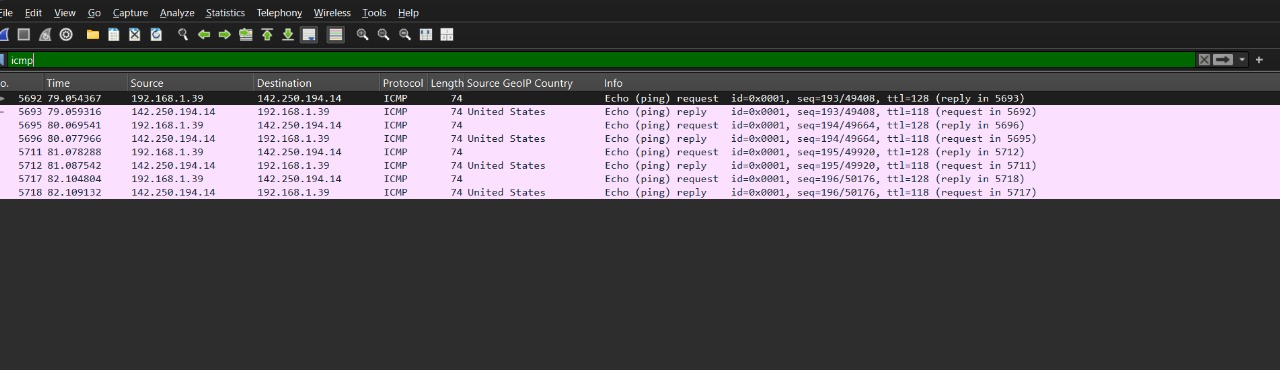 File Edit View Go Capture Analyze Statistics Telephony Wireless Tools Help
icmp
o. Time Source Destination Protocol Length Source GeoIP Country Info
5692 79.054367 192.168.1.39 142.250.194.14 ICMP 74 Echo (ping) request id=0x0001, seq=193/49408, ttl=128 (reply in 5693)
5693 79.059316 142.250.194.14 192.168.1.39 ICMP 74 United States Echo (ping) reply id=0x0001, seq=193/49408, ttl=118 (request in 5692)
5695 80.069541 192.168.1.39 142.250.194.14 ICMP 74 Echo (ping) request id=0x0001, seq=194/49664, ttl=128 (reply in 5696)
5696 80.077966 142.250.194.14 192.168.1.39 ICMP 74 United States Echo (ping) reply id=0x0001, seq=194/49664, ttl=118 (request in 5695)
5711 81.078288 192.168.1.39 142.250.194.14 ICMP 74 Echo (ping) request id=0x0001, seq=195/49920, ttl=128 (reply in 5712)
5712 81.087542 142.250.194.14 192.168.1.39 ICMP 74 United States Echo (ping) reply id=0x0001, seq=195/49920, ttl=118 (request in 5711)
5717 82.104804 192.168.1.39 142.250.194.14 ICMP 74 Echo (ping) request id=0x0001, seq=196/50176, ttl=128 (reply in 5718)
5718 82.109132 142.250.194.14 192.168.1.39 ICMP 74 United States Echo (ping) reply id=0x0001, seq=196/50176, ttl=118 (request in 5717)